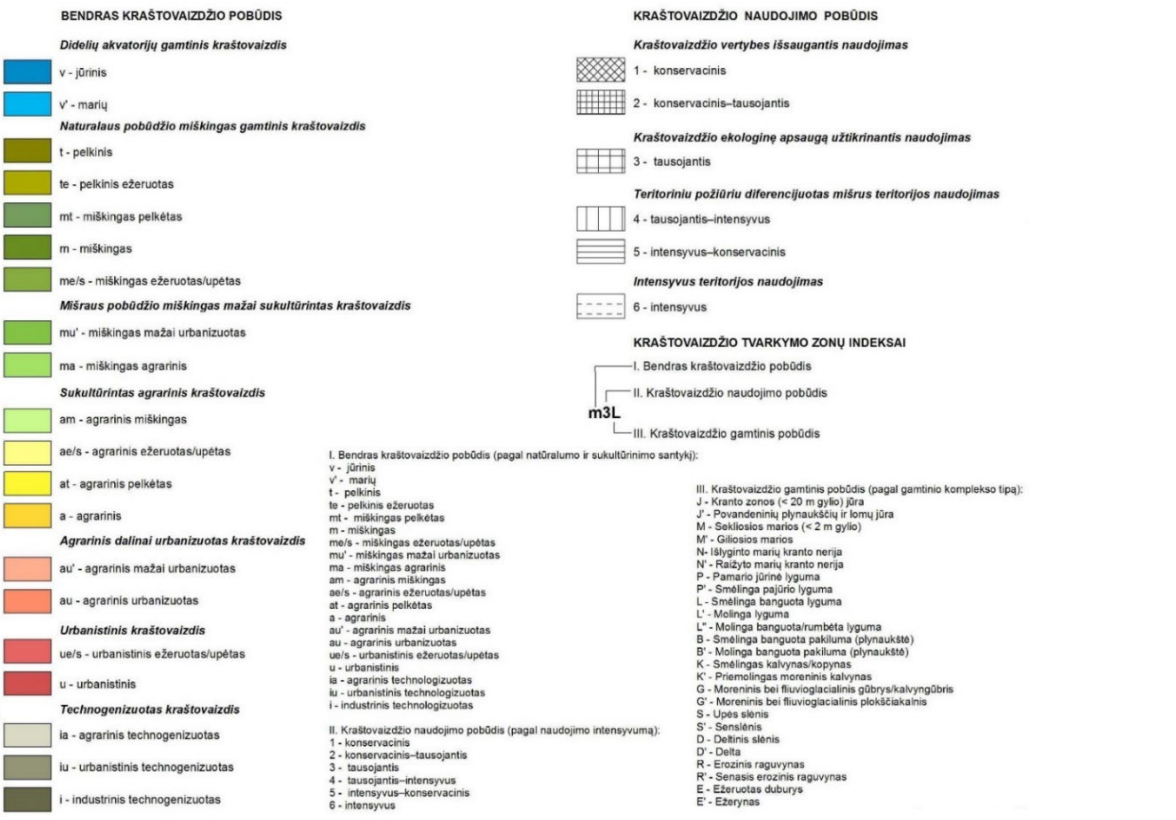 BENDRAS KRAŠTOVAIZDŽIO POBŪDIS
Didelių akvatorijų gamtinis kraštovaizdis
v - jūrinis
v' - marių
Natūralaus pobūdžio miškingas gamtinis kraštovaizdis
t - pelkinis
te - pelkinis ežeruotas
mt - miškingas pelkėtas
m - miškingas
me/s - miškingas ežeruotas/upėtas
Mišraus pobūdžio miškingas mažai sukultūrintas kraštovaizdis
mu' - miškingas mažai urbanizuotas
ma - miškingas agrarinis
Sukultūrintas agrarinis kraštovaizdis
am - agrarinis miškingas
ae/s - agrarinis ežeruotas/upėtas
at - agrarinis pelkėtas
a - agrarinis
Agrarinis dalinai urbanizuotas kraštovaizdis
au' - agrarinis mažai urbanizuotas
au - agrarinis urbanizuotas
Urbanistinis kraštovaizdis
ue/s - urbanistinis ežeruotas/upėtas
u - urbanistinis
Technogenizuotas kraštovaizdis
ia - agrarinis technogenizuotas
iu - urbanistinis technogenizuotas
i - industrinis technogenizuotas
KRAŠTOVAIZDŽIO NAUDOJIMO POBŪDIS
Kraštovaizdžio vertybes išsaugantis naudojimas
1 - konservacinis
2 - konservacinis–tausojantis
Kraštovaizdžio ekologinę apsaugą užtikrinantis naudojimas
3 - tausojantis
Teritoriniu požiūriu diferencijuotas mišrus teritorijos naudojimas
4 - tausojantis–intensyvus
5 - intensyvus–konservacinis
Intensyvus teritorijos naudojimas
6 - intensyvus
KRAŠTOVAIZDŽIO TVARKYMO ZONŲ INDEKSAI
I. Bendras kraštovaizdžio pobūdis
II. Kraštovaizdžio naudojimo pobūdis
m3L
III. Kraštovaizdžio gamtinis pobūdis
I. Bendras kraštovaizdžio pobūdis (pagal natūralumo ir sukultūrinimo santykį):
v - jūrinis
v' - marių
t - pelkinis
te - pelkinis ežeruotas
mt - miškingas pelkėtas
m - miškingas
me/s - miškingas ežeruotas/upėtas
mu' - miškingas mažai urbanizuotas
ma - miškingas agrarinis
am - agrarinis miškingas
ae/s - agrarinis ežeruotas/upėtas
at - agrarinis pelkėtas
a - agrarinis
au' - agrarinis mažai urbanizuotas
au - agrarinis urbanizuotas
ue/s - urbanistinis ežeruotas/upėtas
u - urbanistinis
ia - agrarinis technologizuotas
iu - urbanistinis technologizuotas
i - industrinis technologizuotas
II. Kraštovaizdžio naudojimo pobūdis (pagal naudojimo intensyvumą):
1 - konservacinis
2 - konservacinis–tausojantis
3 - tausojantis
4 - tausojantis–intensyvus
5 - intensyvus–konservacinis
6 - intensyvus
III. Kraštovaizdžio gamtinis pobūdis (pagal gamtinio komplekso tipą):
J - Kranto zonos (< 20 m gylio) jūra
J' - Povandeninių plynaukščių ir lomų jūra
M - Sekliosios marios (< 2 m gylio)
M' - Giliosios marios
N- Išlyginto marių kranto nerija
N' - Raižyto marių kranto nerija
P - Pamario jūrinė lyguma
P' - Smėlinga pajūrio lyguma
L - Smėlinga banguota lyguma
L' - Molinga lyguma
L" - Molinga banguota/rumbėta lyguma
B - Smėlinga banguota pakiluma (plynaukštė)
B' - Molinga banguota pakiluma (plynaukštė)
K - Smėlingas kalvynas/kopynas
K' - Priemolingas moreninis kalvynas
G - Moreninis bei fliuvioglacialinis gūbrys/kalvyngūbris
G' - Moreninis bei fliuvioglacialinis plokščiakalnis
S - Upės slėnis
S' - Senslėnis
D - Deltinis slėnis
D' - Delta
R - Erozinis raguvynas
R' - Senasis erozinis raguvynas
E - Ežeruotas duburys
E' - Ežerynas